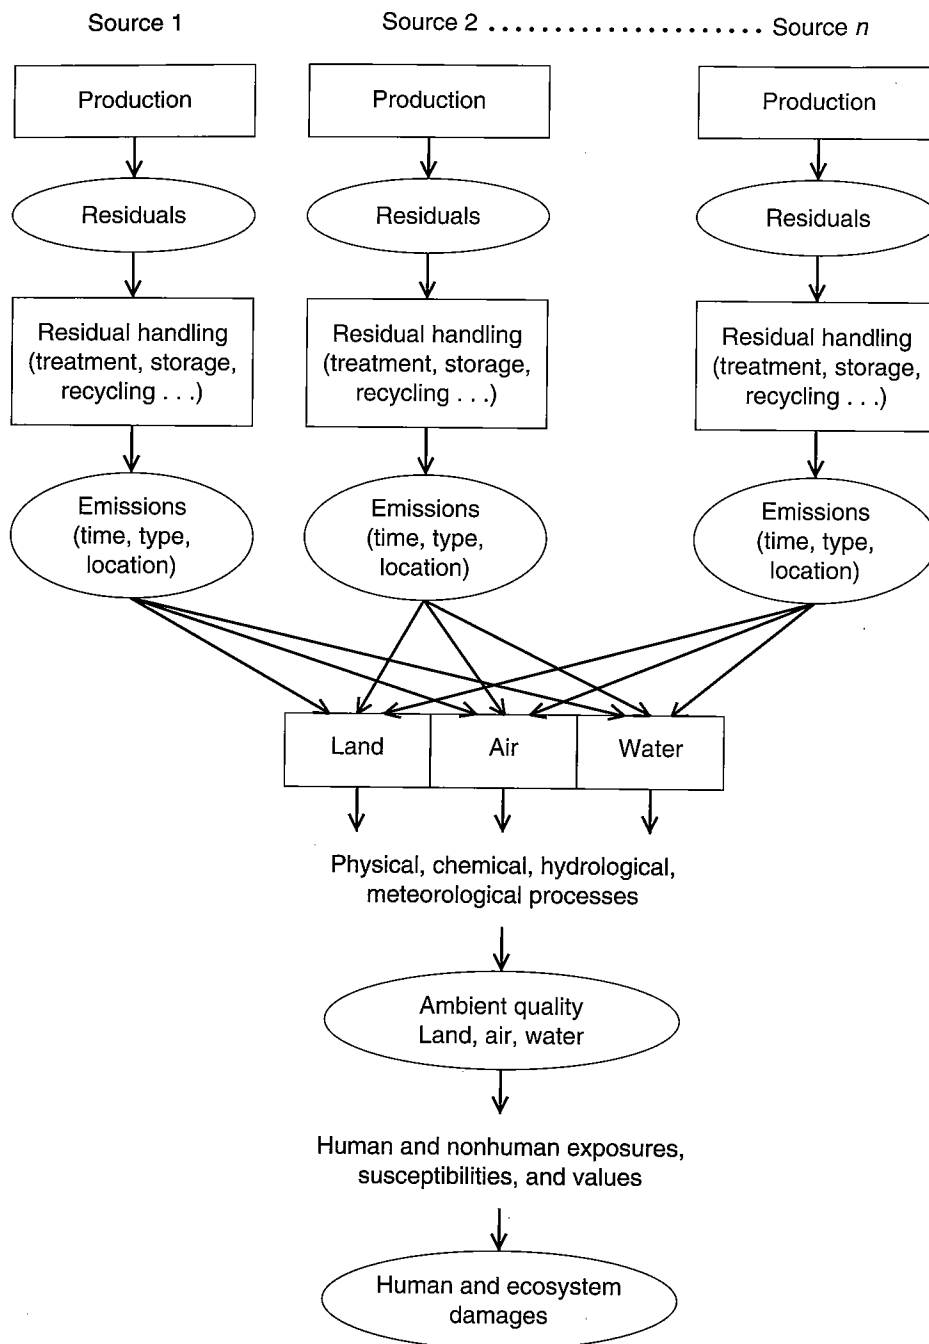 Source 1
Source 2 ...................... Source n
Production
Production
Production
Residuals
Residuals
Residuals
Residual handling
(treatment, storage,
recycling . . .)
Residual handling
(treatment, storage,
recycling . . .)
Residual handling
(treatment, storage,
recycling . . .)
Emissions
(time, type,
location)
Emissions
(time, type,
location)
Emissions
(time, type,
location)
Land
Air
Water
Physical, chemical, hydrological,
meteorological processes
Ambient quality
Land, air, water
Human and nonhuman exposures,
susceptibilities, and values
Human and ecosystem
damages